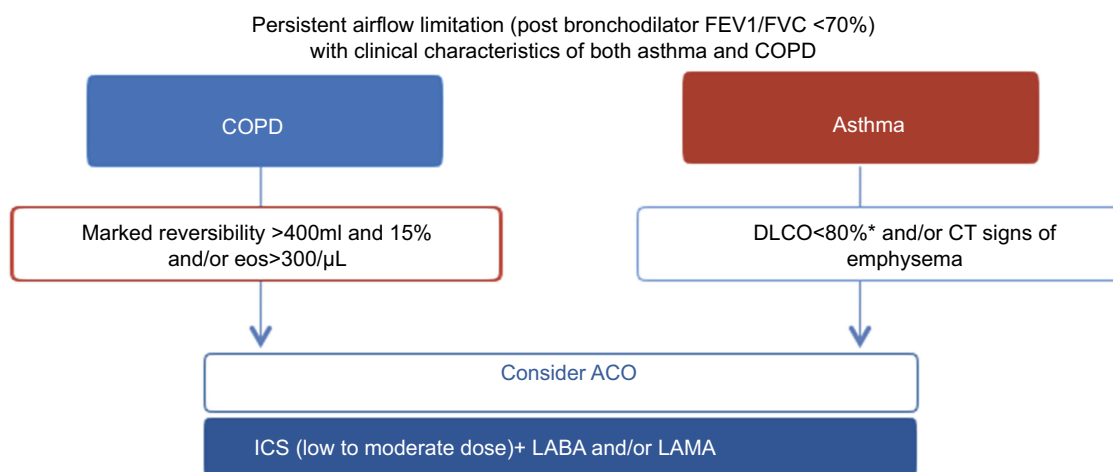 Persistent airflow limitation (post bronchodilator FEV1/FVC <70%)
with clinical characteristics of both asthma and COPD
COPD
Asthma
Marked reversibility >400ml and 15%
and/or eos>300/µL
DLCO<80%* and/or CT signs of
emphysema
Consider ACO
ICS (low to moderate dose)+ LABA and/or LAMA